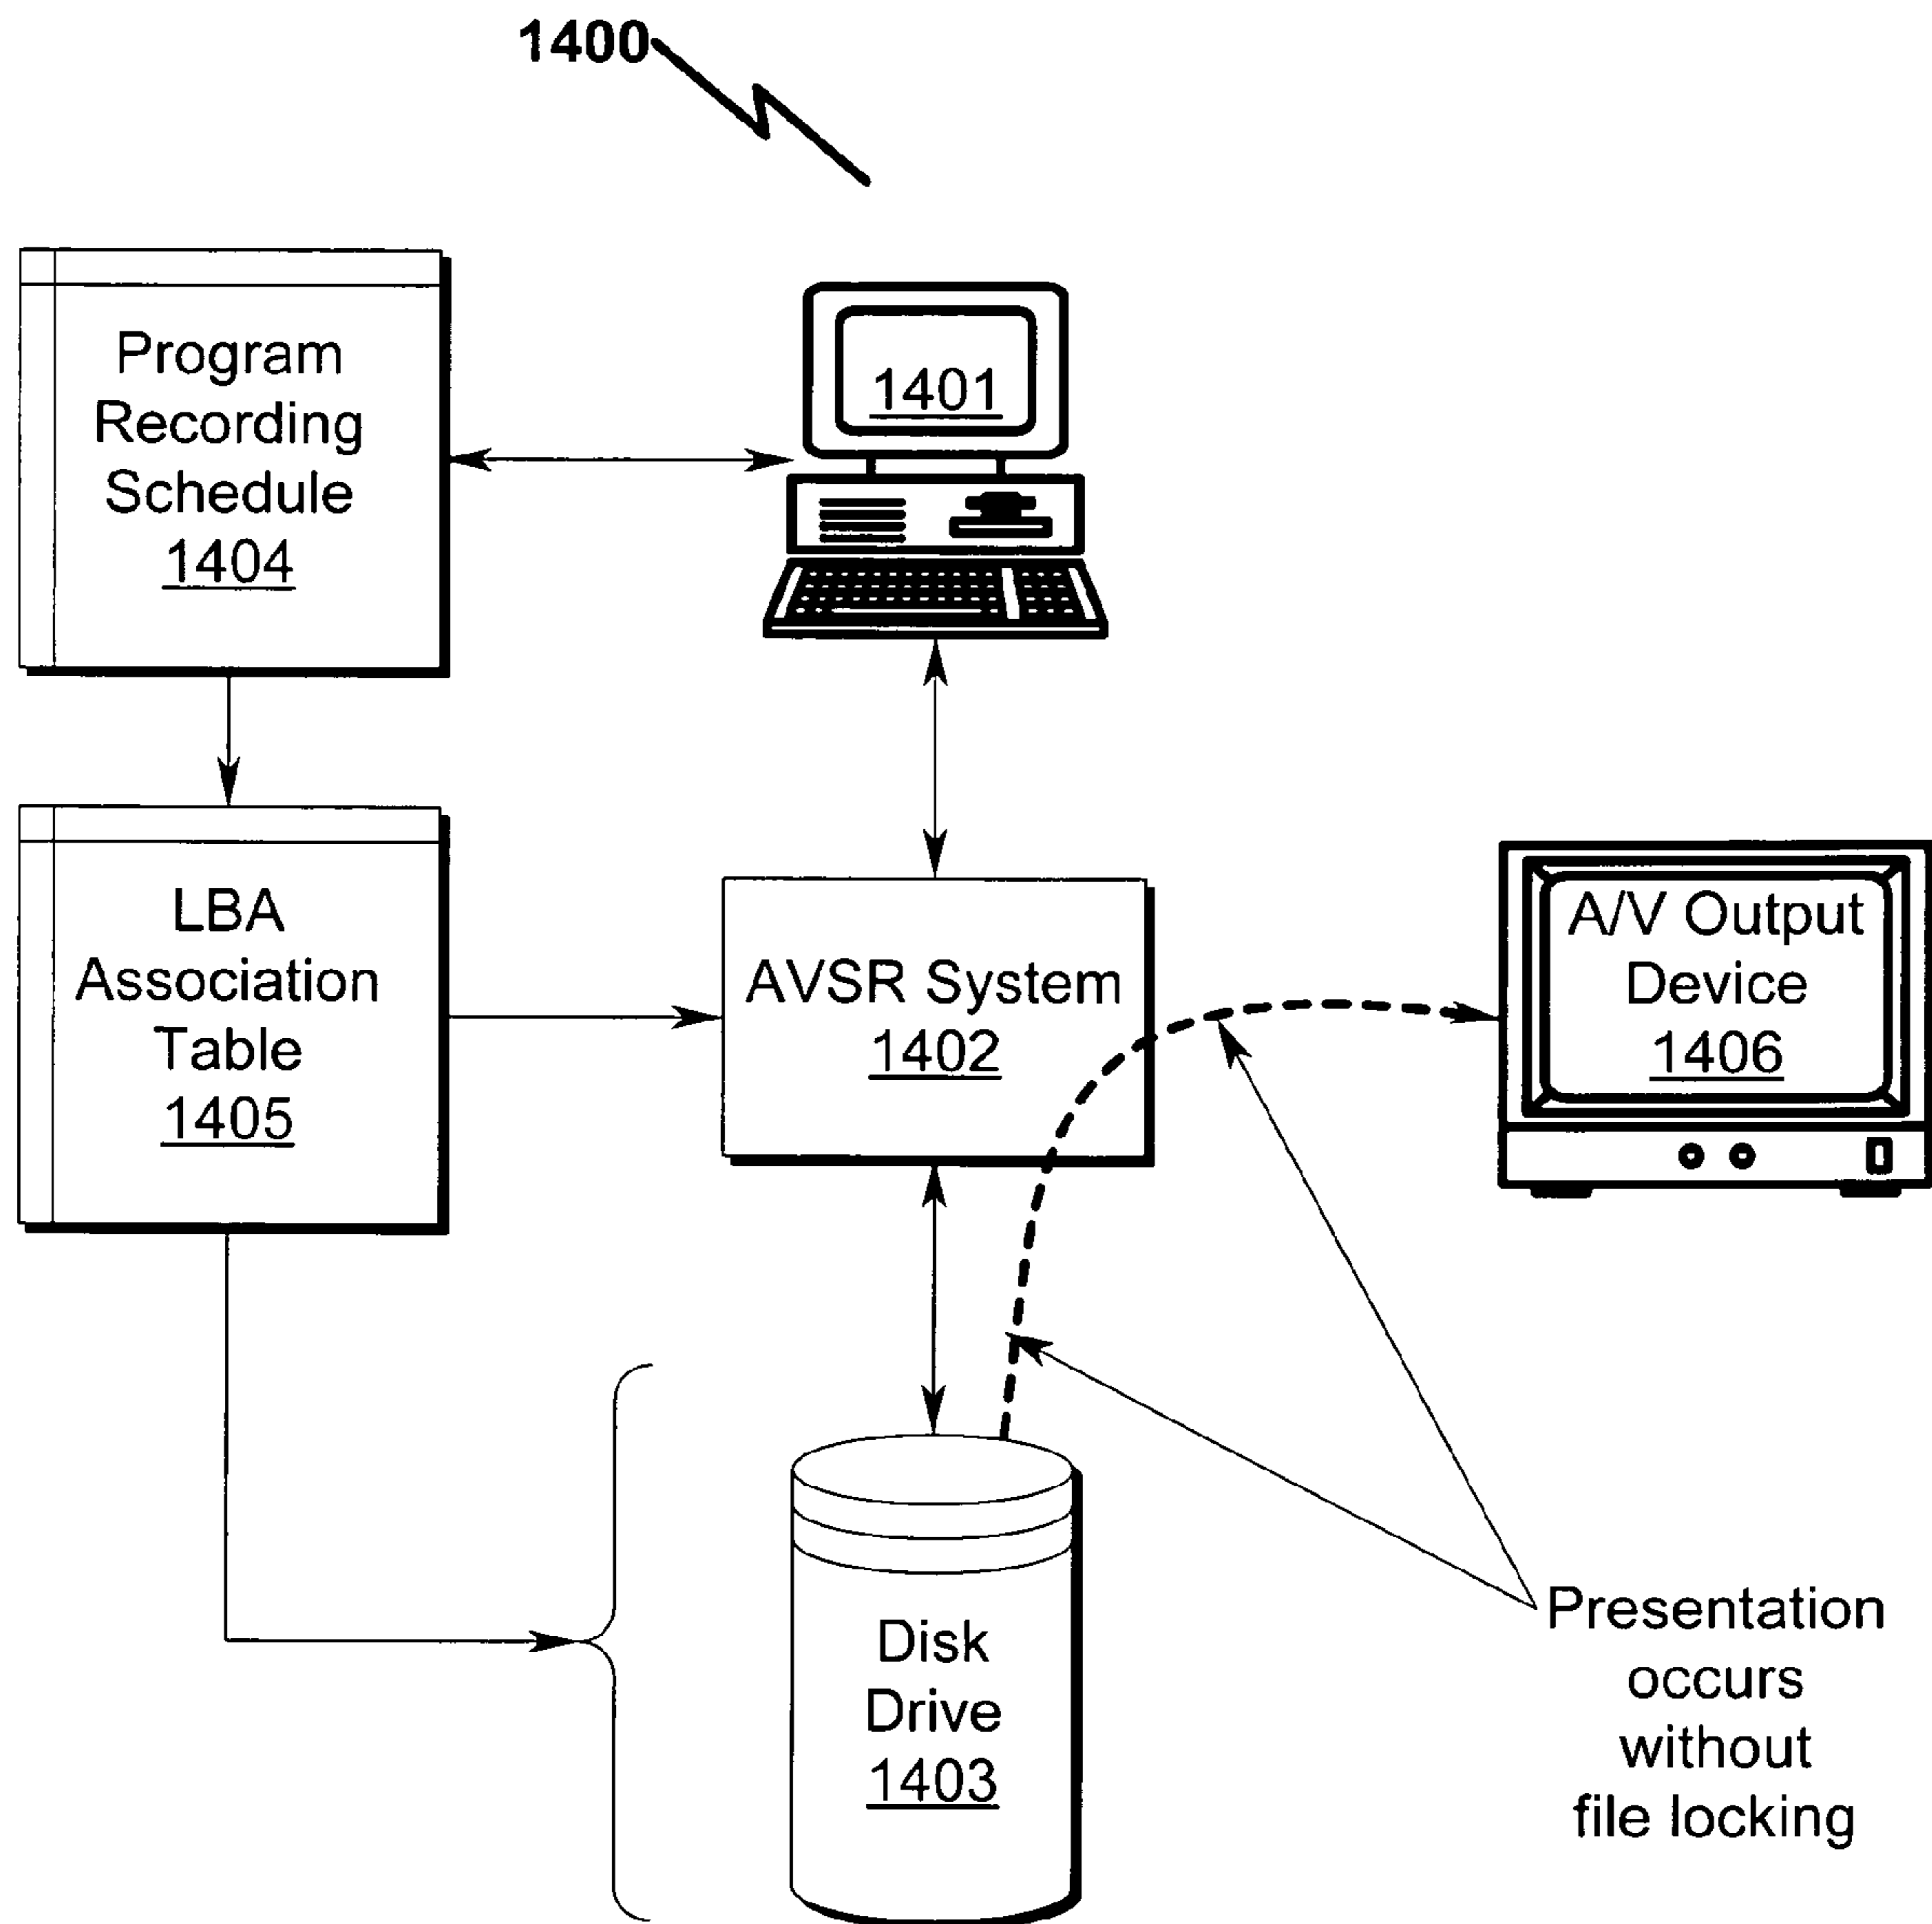 1400
Program
Recording
Schedule
1404
1401
LBA
Association
Table
1405
AVSR System
1402
A/V Output
Device
1406
Disk
Drive
1403
Presentation
occurs
without
file locking